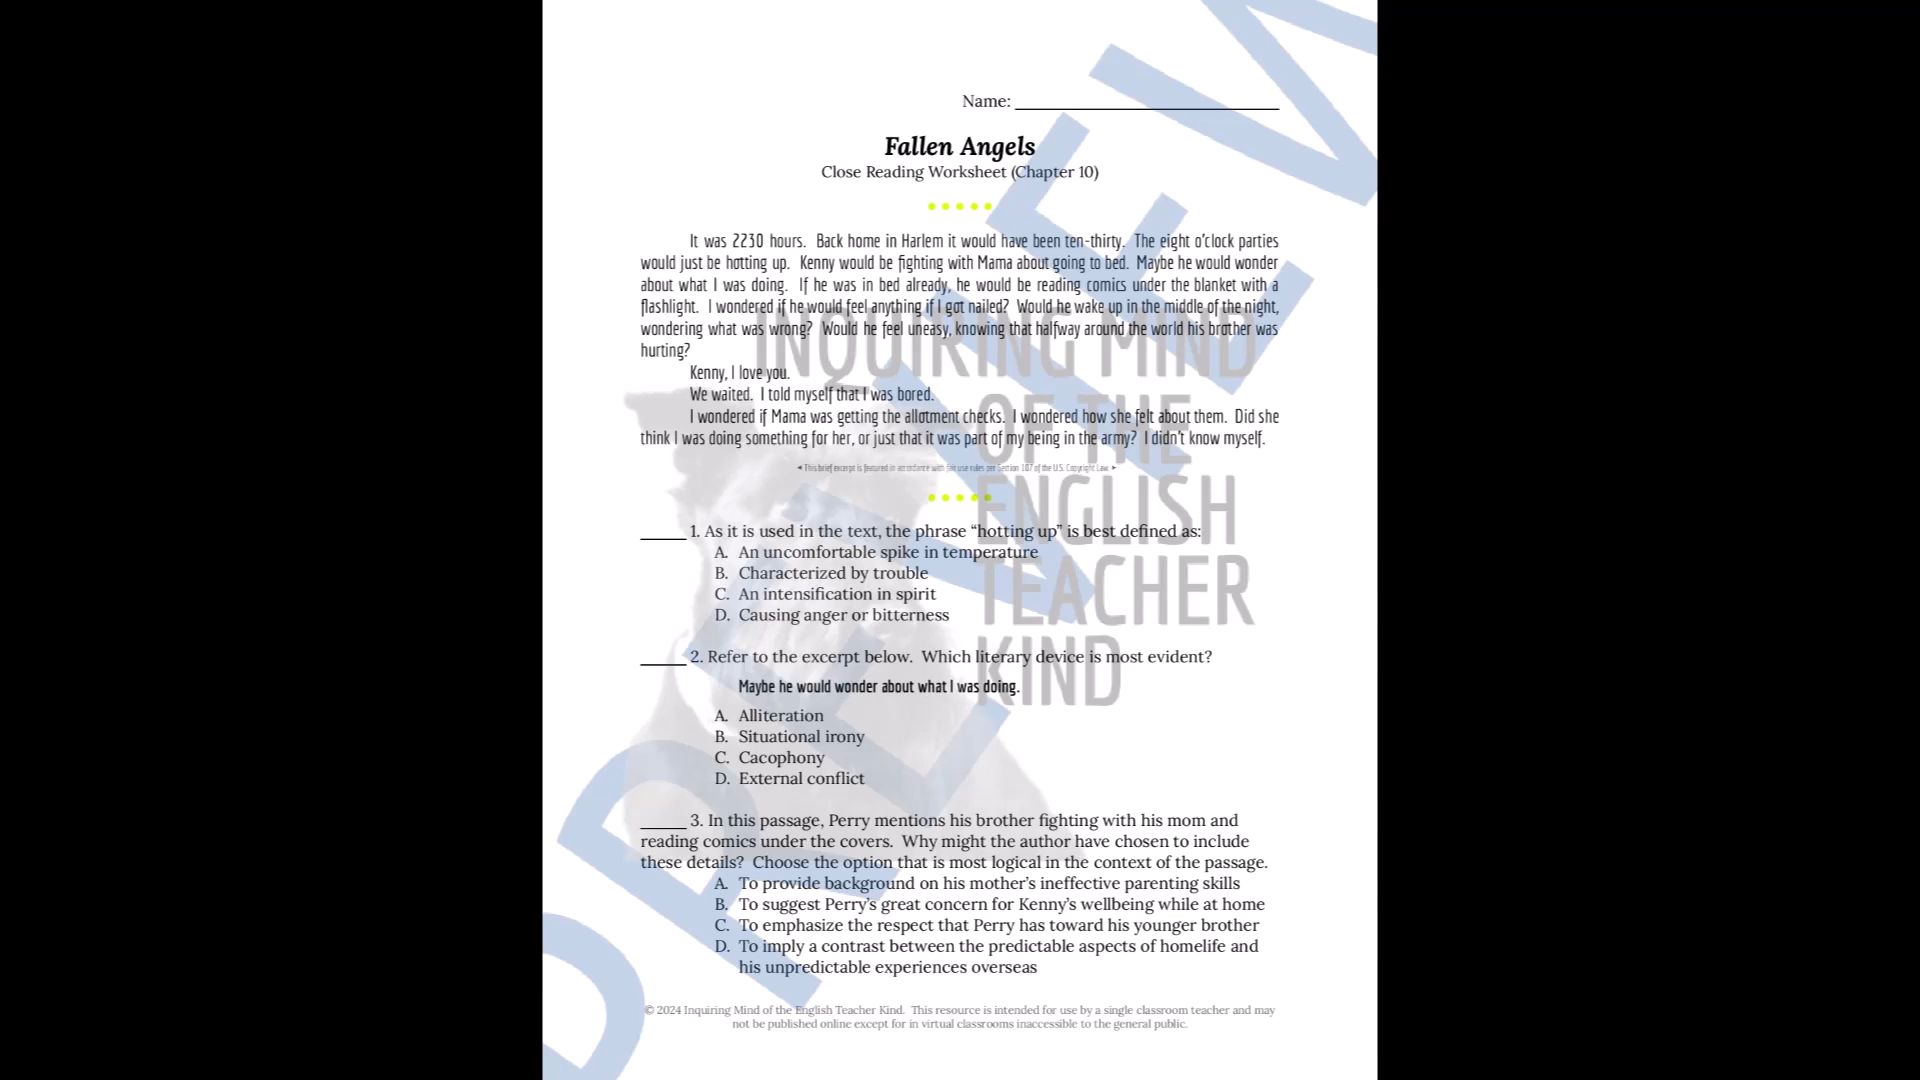 Name: ______________________________
Fallen Angels
Close Reading Worksheet (Chapter 10)
It was 2230 hours.  Back home in Harlem it would have been ten-thirty.  The eight o'clock parties
would just be hotting up.  Kenny would be fighting with Mama about going to bed.  Maybe he would wonder
about what I was doing.  If he was in bed already, he would be reading comics under the blanket with a
flashlight.  I wondered if he would feel anything if I got nailed?  Would he wake up in the middle of the night,
wondering what was wrong?  Would he feel uneasy, knowing that halfway around the world his brother was
hurting?
Kenny, I love you.
We waited.  I told myself that I was bored.
I wondered if Mama was getting the allotment checks.  I wondered how she felt about them.  Did she
think I was doing something for her, or just that it was part of my being in the army?  I didn't know myself.
◄ This brief excerpt is featured in accordance with fair use rules per Section 107 of the U.S. Copyright Law. ►
_____ 1. As it is used in the text, the phrase “hotting up” is best defined as:
A. An uncomfortable spike in temperature
B. Characterized by trouble
C. An intensification in spirit
D. Causing anger or bitterness
_____ 2. Refer to the excerpt below.  Which literary device is most evident?
Maybe he would wonder about what I was doing.
A. Alliteration
B. Situational irony
C. Cacophony
D. External conflict
_____ 3. In this passage, Perry mentions his brother fighting with his mom and
reading comics under the covers.  Why might the author have chosen to include
these details?  Choose the option that is most logical in the context of the passage.
A. To provide background on his mother’s ineffective parenting skills
B. To suggest Perry’s great concern for Kenny’s wellbeing while at home
C. To emphasize the respect that Perry has toward his younger brother
D. To imply a contrast between the predictable aspects of homelife and
his unpredictable experiences overseas
© 2024 Inquiring Mind of the English Teacher Kind.  This resource is intended for use by a single classroom teacher and may
not be published online except for in virtual classrooms inaccessible to the general public.
INQUIRING MIND
OF THE
ENGLISH
TEACHER
KIND
PREVIEW